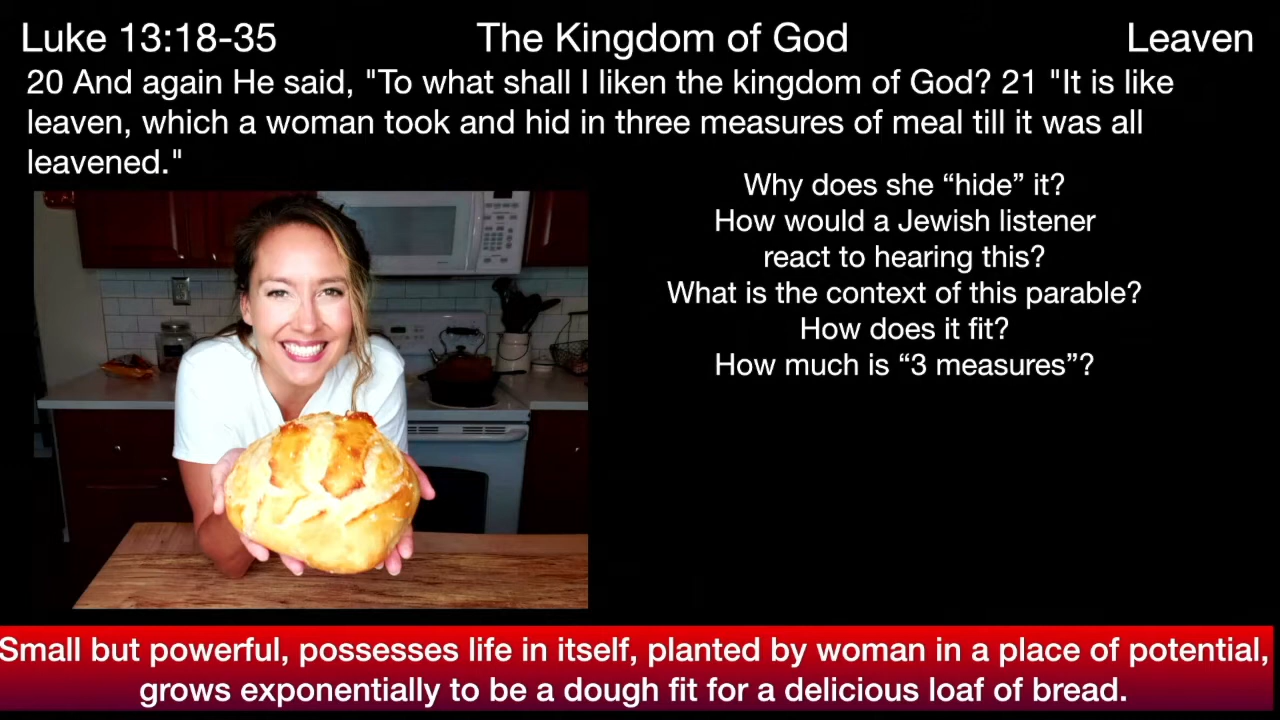 Luke 13:18-35 The Kingdom of God Leaven
20 And again He said, "To what shall I liken the kingdom of God? 21 "It is like
leaven, which a woman took and hid in three measures of meal till it was all
leavened."
Why does she “hide” it?
How would a Jewish listener
react to hearing this?
What is the context of this parable?
How does it fit?
How much is “3 measures”?
Small but powerful, possesses life in itself, planted by woman in a place of potential,
grows exponentially to be a dough fit for a delicious loaf of bread.